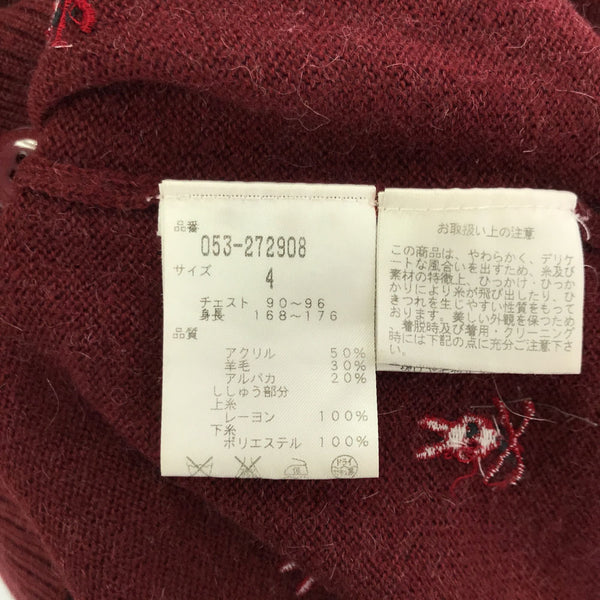 品番
053-272908
サイズ
4
チェスト 90～96
身長 168～176
品質
アクリル 50%
羊毛 30%
アルパカ 20%
ししゅう部分
上糸
レーヨン 100%
下糸
ポリエステル 100%
低
ドライ
お取扱い上の注意
この商品は、やわらかく、デリケ
ートな風合いを出すため、糸及び
素材の特徴上、ひっかけ・ひっか
かりにより糸が飛び出したり、ひ
きつれを生じやすい性質をもって
おります。美しい外観を保つため
、着脱時及び着用・クリーニング
時には下記の点に充分ご注意下さ
い。